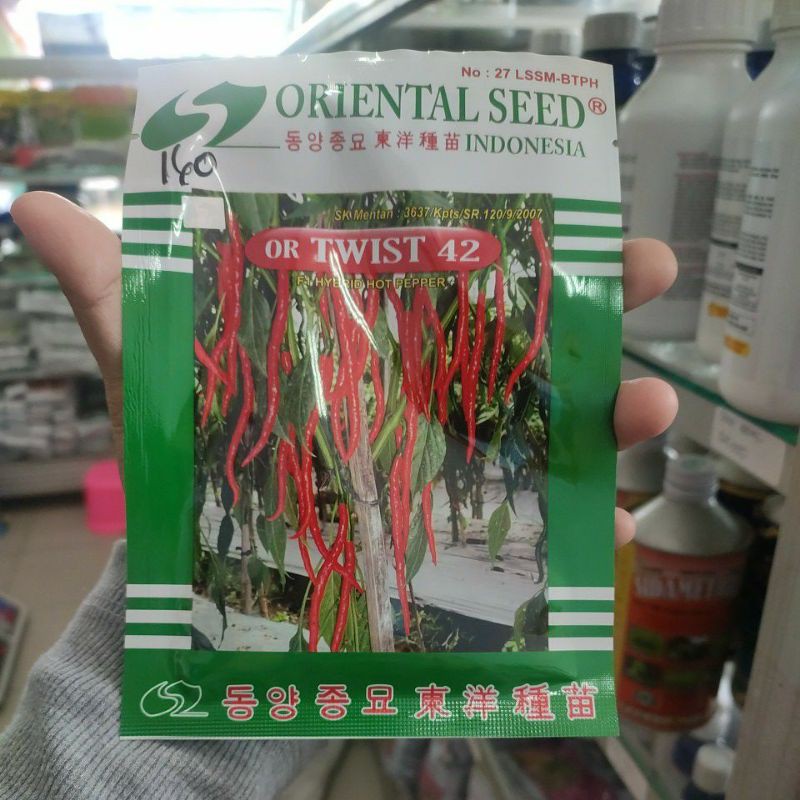 No : 27 LSSM-BTPH
ORIENTAL SEED®
동양종묘 東洋種苗 INDONESIA
160
SK Mentan : 3637/Kpts/SR.120/9/2007
OR TWIST 42
F1 HYBRID HOT PEPPER
동양종묘 東洋種苗